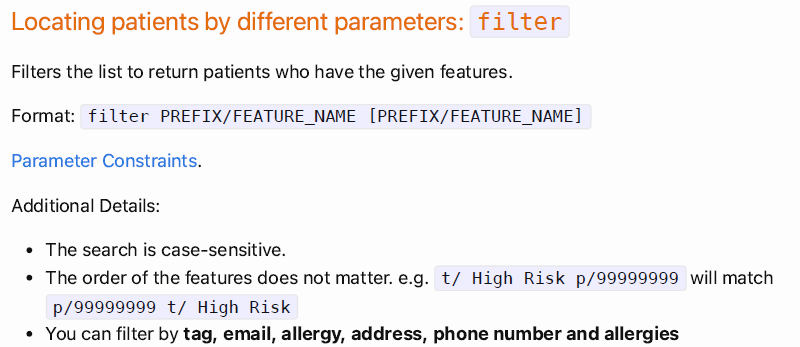 Locating patients by different parameters: filter
Filters the list to return patients who have the given features.
Format: filter PREFIX/FEATURE_NAME [PREFIX/FEATURE_NAME]
Parameter Constraints.
Additional Details:
• The search is case-sensitive.
• The order of the features does not matter. e.g. t/ High Risk p/99999999 will match
p/99999999 t/ High Risk
• You can filter by tag, email, allergy, address, phone number and allergies